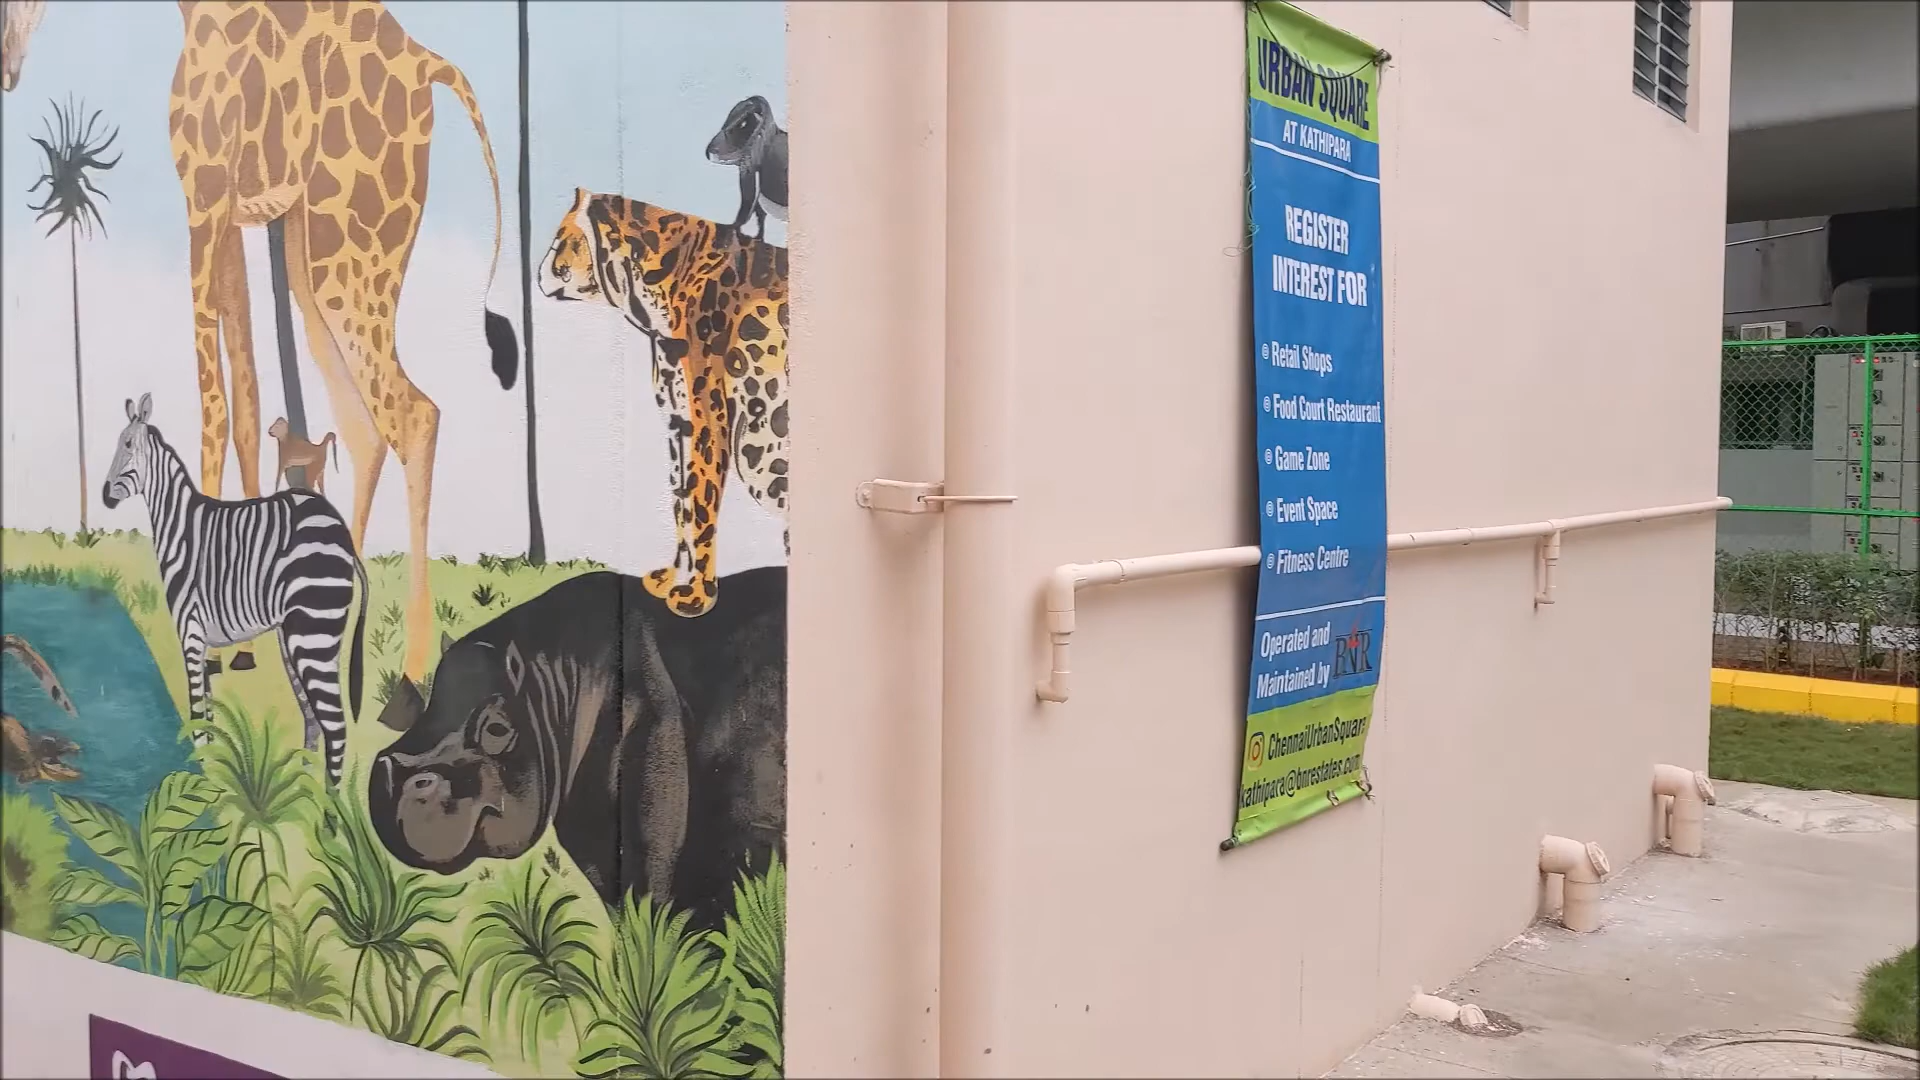 URBAN SQUARE
AT KATHIPARA
REGISTER
INTEREST FOR
Retail Shops
Food Court Restaurant
Game Zone
Event Space
Fitness Centre
Operated and
Maintained by BNR
ChennaiUrbanSquare
kathipara@bnrestates.com